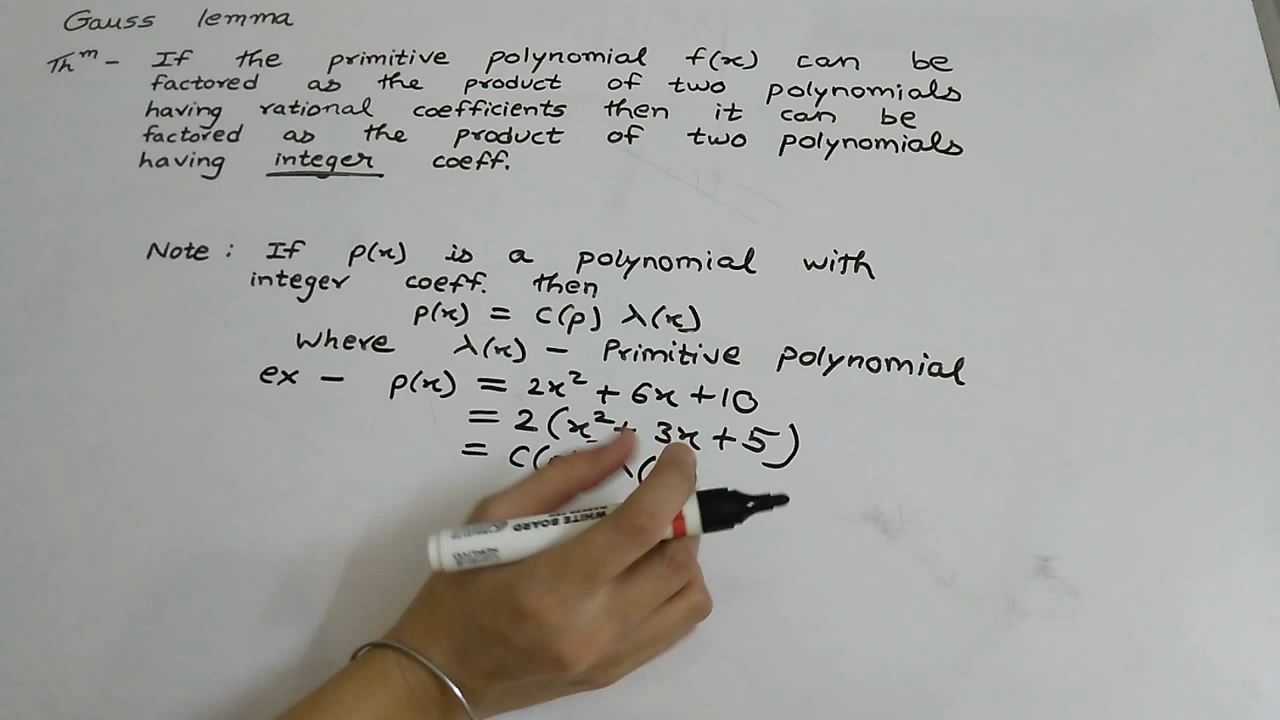 Gauss lemma
Thᵐ - If the primitive polynomial f(x) can be
factored as the product of two polynomials
having rational coefficients then it can be
factored as the product of two polynomials
having integer coeff.
Note : If p(x) is a polynomial with
integer coeff. then
p(x) = c(p) λ(x)
where λ(x) - Primitive polynomial
ex - p(x) = 2x² + 6x + 10
= 2(x² + 3x + 5)
= c(
WHITE BOARD